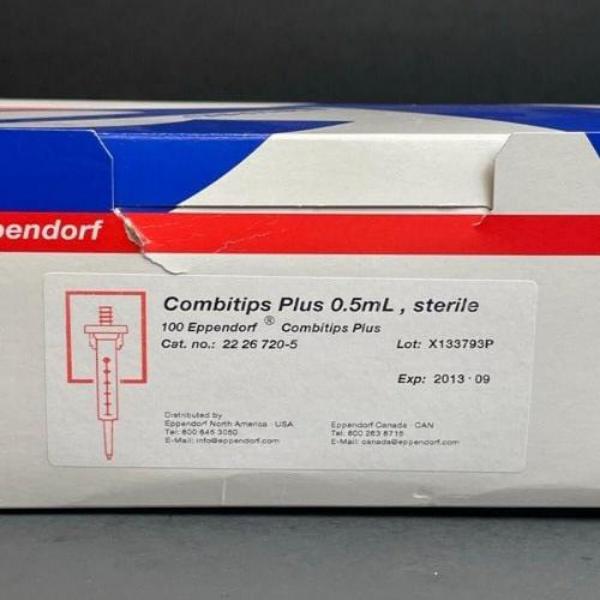 pendorf
Combitips Plus 0.5mL , sterile
100 Eppendorf ® Combitips Plus
Cat. no.: 22 26 720-5 Lot: X133793P
Exp: 2013 · 09
Distributed by
Eppendorf North America · USA Eppendorf Canada · CAN
Tel: 800 645 3050 Tel: 800 263 8715
E-Mail: info@eppendorf.com E-Mail: canada@eppendorf.com